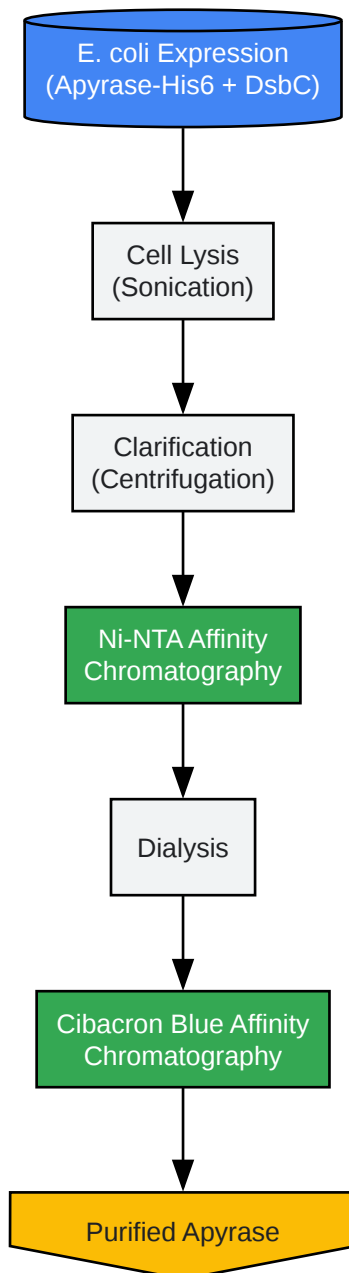 E. coli Expression
(Apyrase-His6 + DsbC)
Cell Lysis
(Sonication)
Clarification
(Centrifugation)
Ni-NTA Affinity
Chromatography
Dialysis
Cibacron Blue Affinity
Chromatography
Purified Apyrase